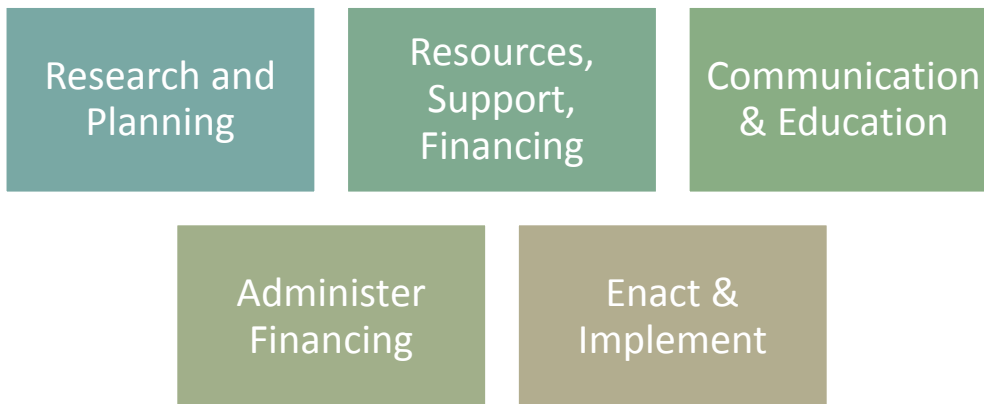 Research and
Planning
Resources,
Support,
Financing
Communication
& Education
Administer
Financing
Enact &
Implement